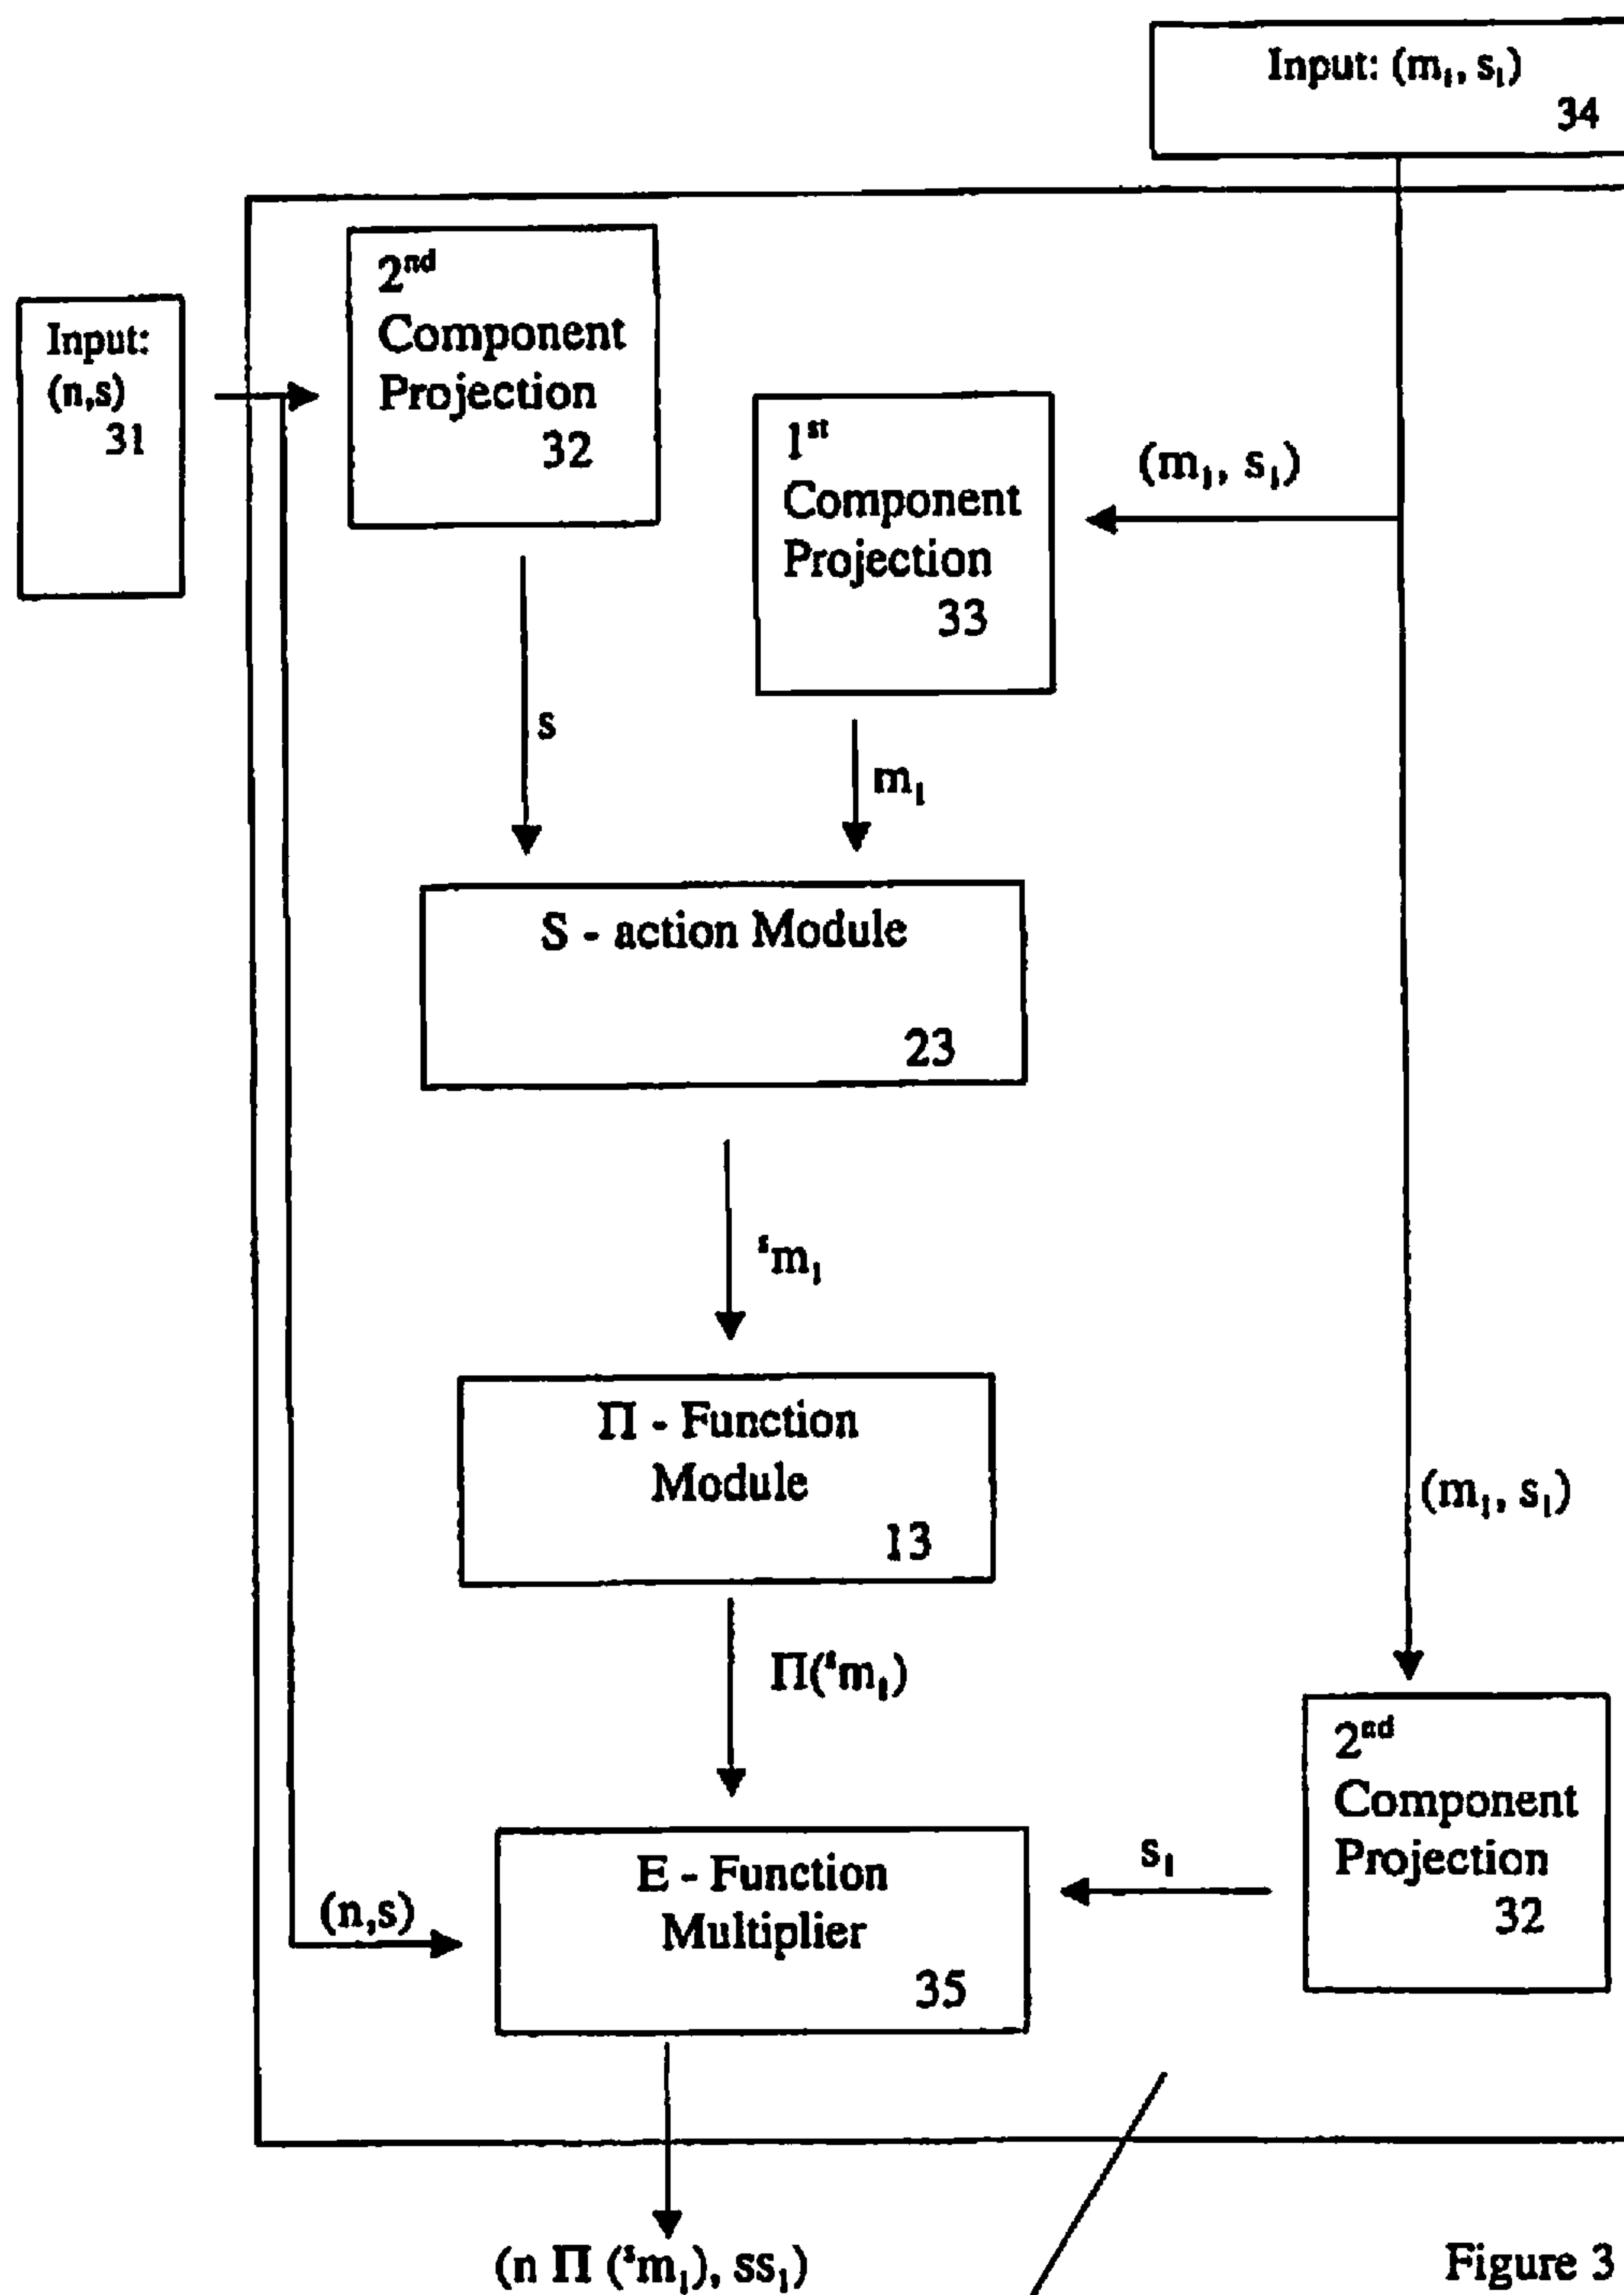 Input: (m₁, s₁)
34
2ⁿᵈ
Component
Projection
32
Input:
(n,s)
31
1ˢᵗ
Component
Projection
33
(m₁, s₁)
s
m₁
S - action Module
23
ˢm₁
Π - Function
Module
13
(m₁, s₁)
Π(ˢm₁)
2ⁿᵈ
Component
Projection
32
s₁
E - Function
Multiplier
35
(n,s)
(n Π (ˢm₁), ss₁)
Figure 3